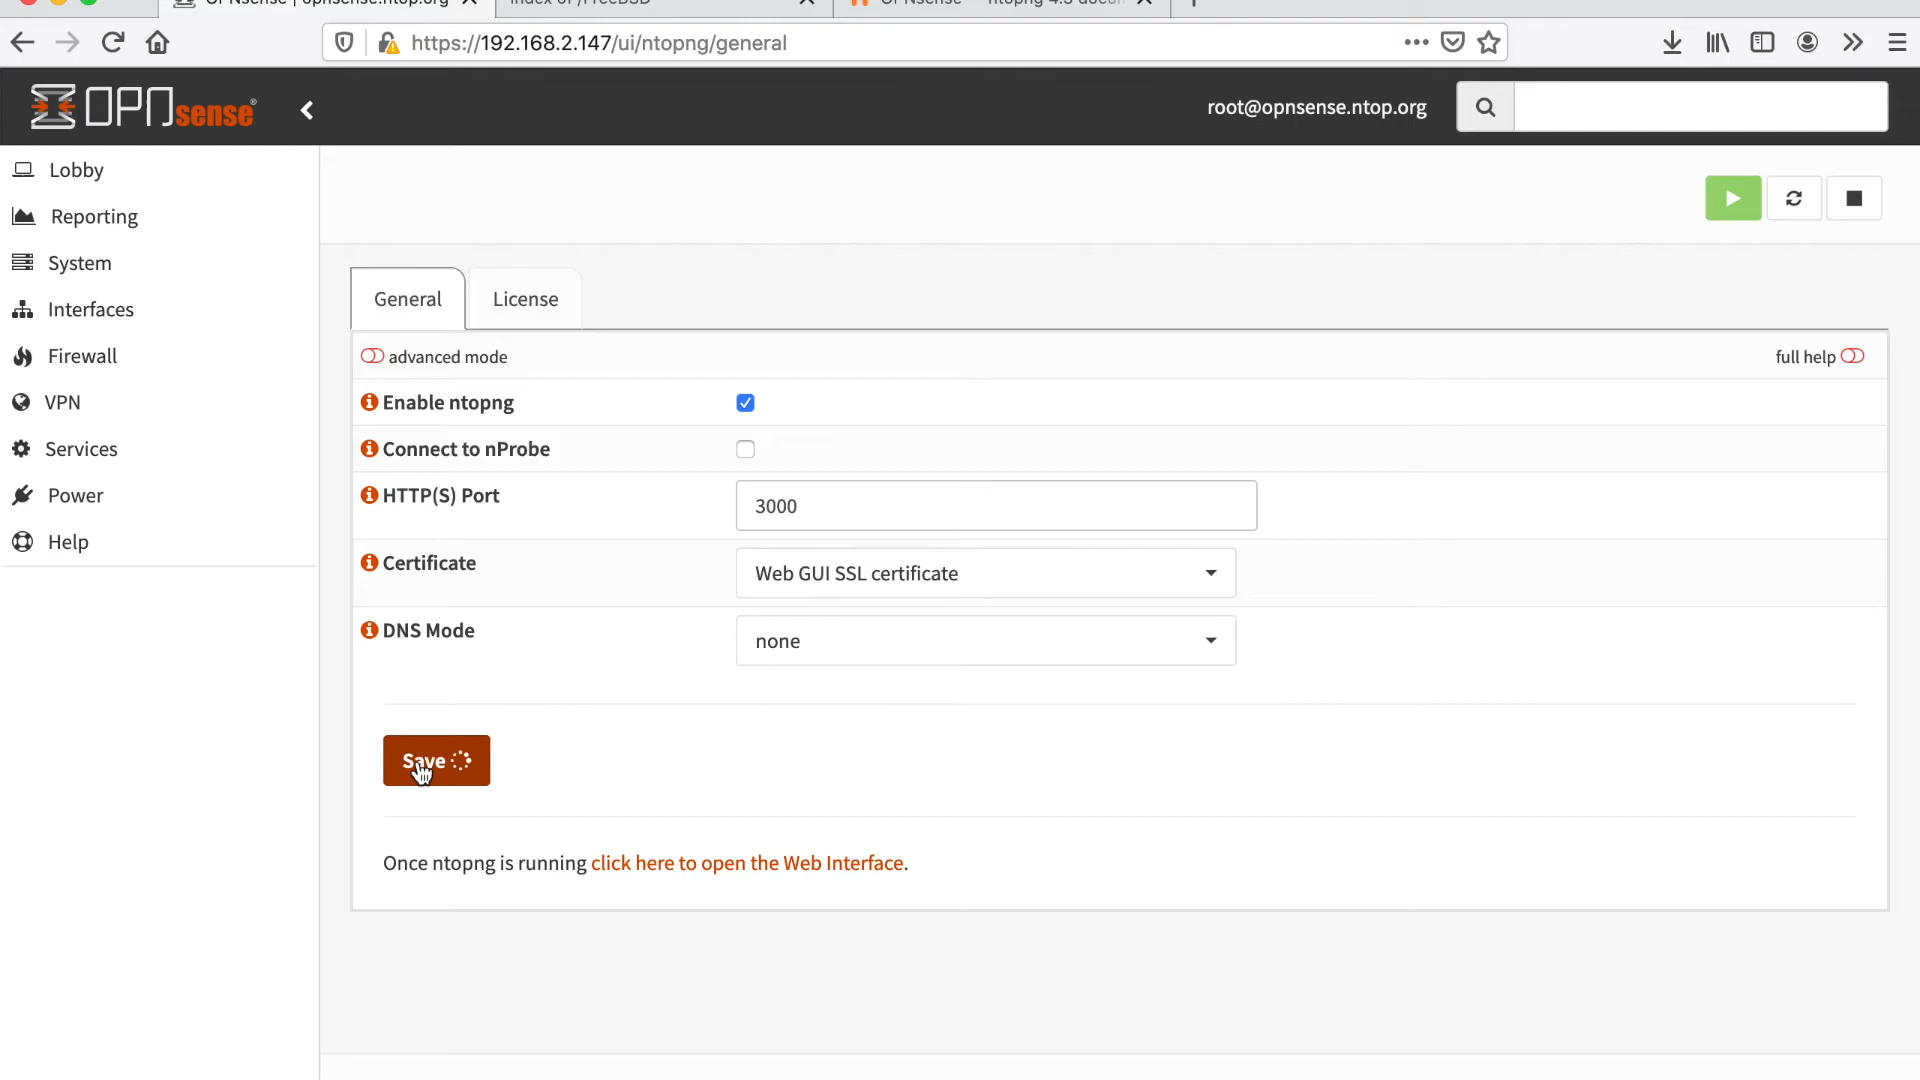 https://192.168.2.147/ui/ntopng/general
OPNsense
root@opnsense.ntop.org
Lobby
Reporting
System
Interfaces
Firewall
VPN
Services
Power
Help
General
License
advanced mode
full help
Enable ntopng
Connect to nProbe
HTTP(S) Port
3000
Certificate
Web GUI SSL certificate
DNS Mode
none
Save
Once ntopng is running click here to open the Web Interface.